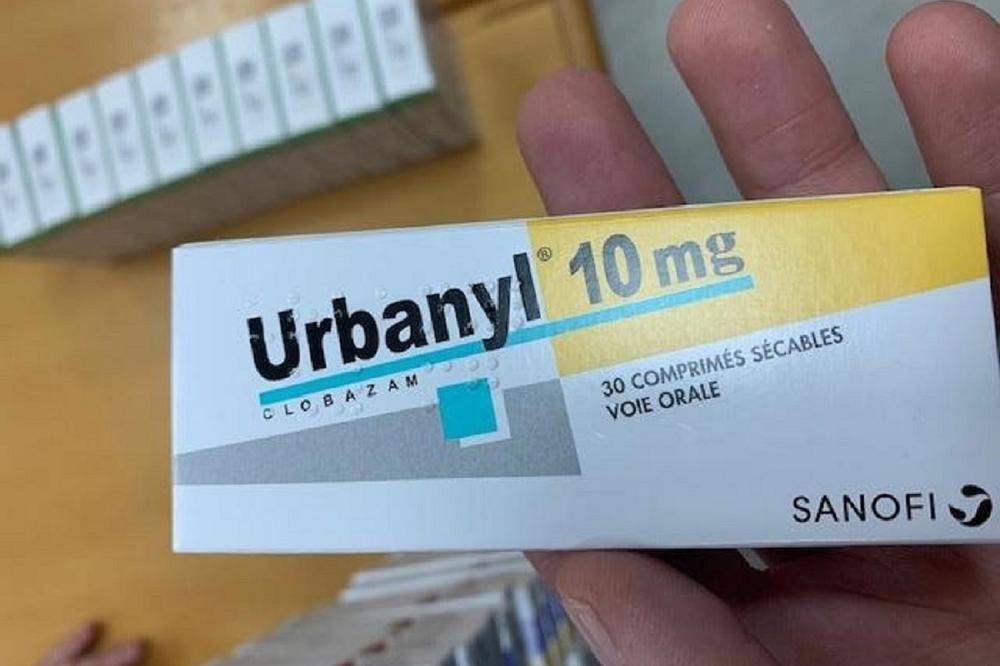 Urbanyl® 10 mg
CLOBAZAM
30 COMPRIMÉS SÉCABLES
VOIE ORALE
SANOFI